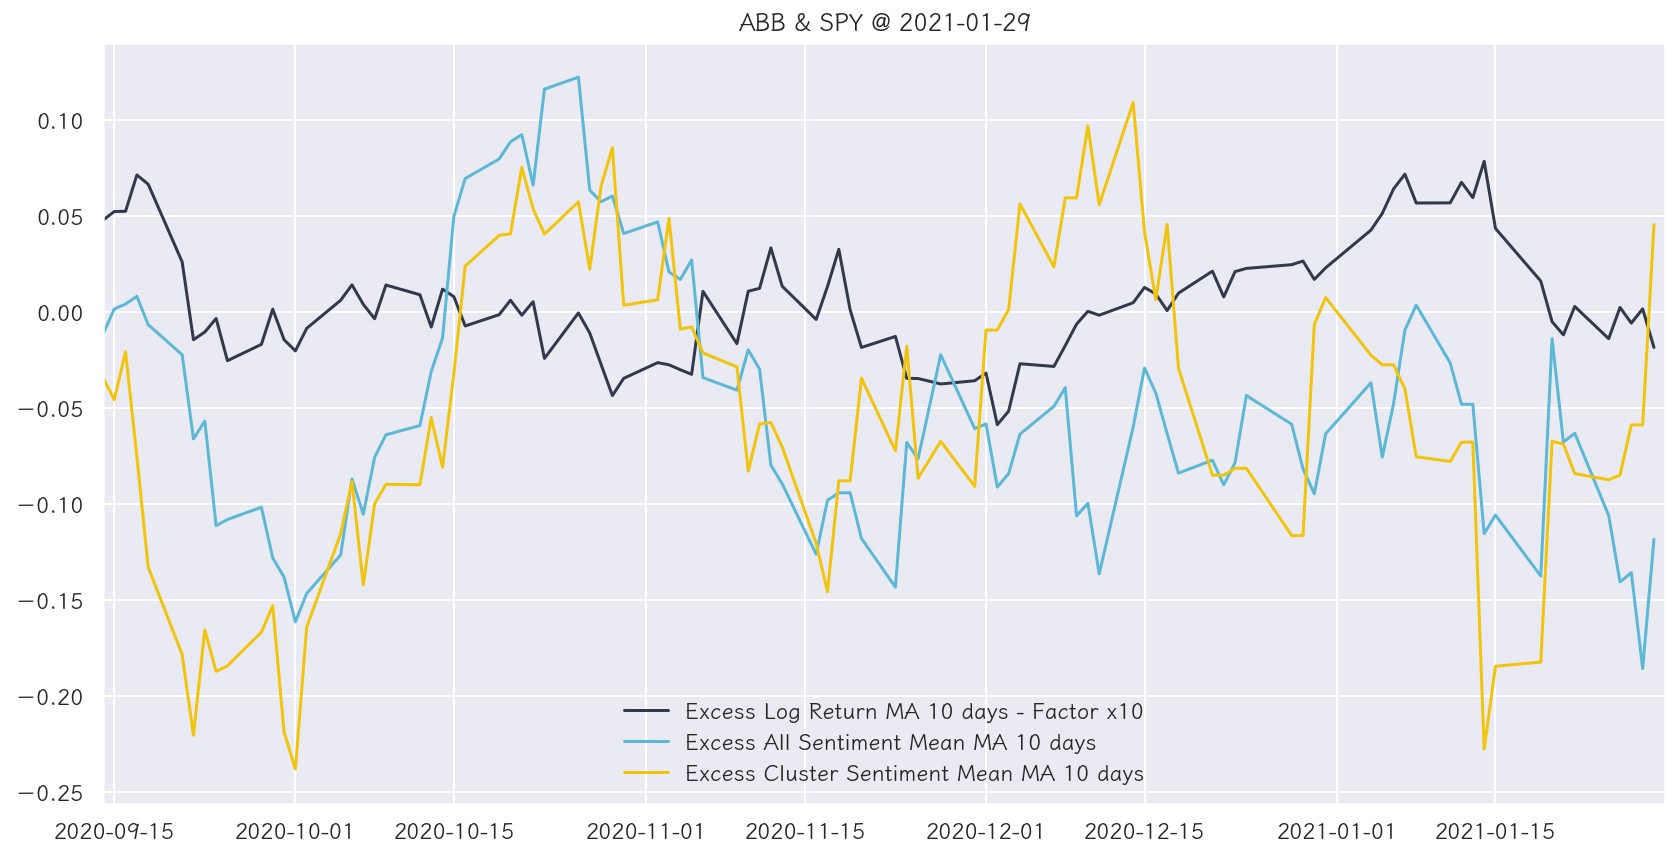 ABB & SPY @ 2021-01-29
0.10
0.05
0.00
−0.05
−0.10
−0.15
−0.20
−0.25
Excess Log Return MA 10 days - Factor x10
Excess All Sentiment Mean MA 10 days
Excess Cluster Sentiment Mean MA 10 days
2020-09-15 2020-10-01 2020-10-15 2020-11-01 2020-11-15 2020-12-01 2020-12-15 2021-01-01 2021-01-15